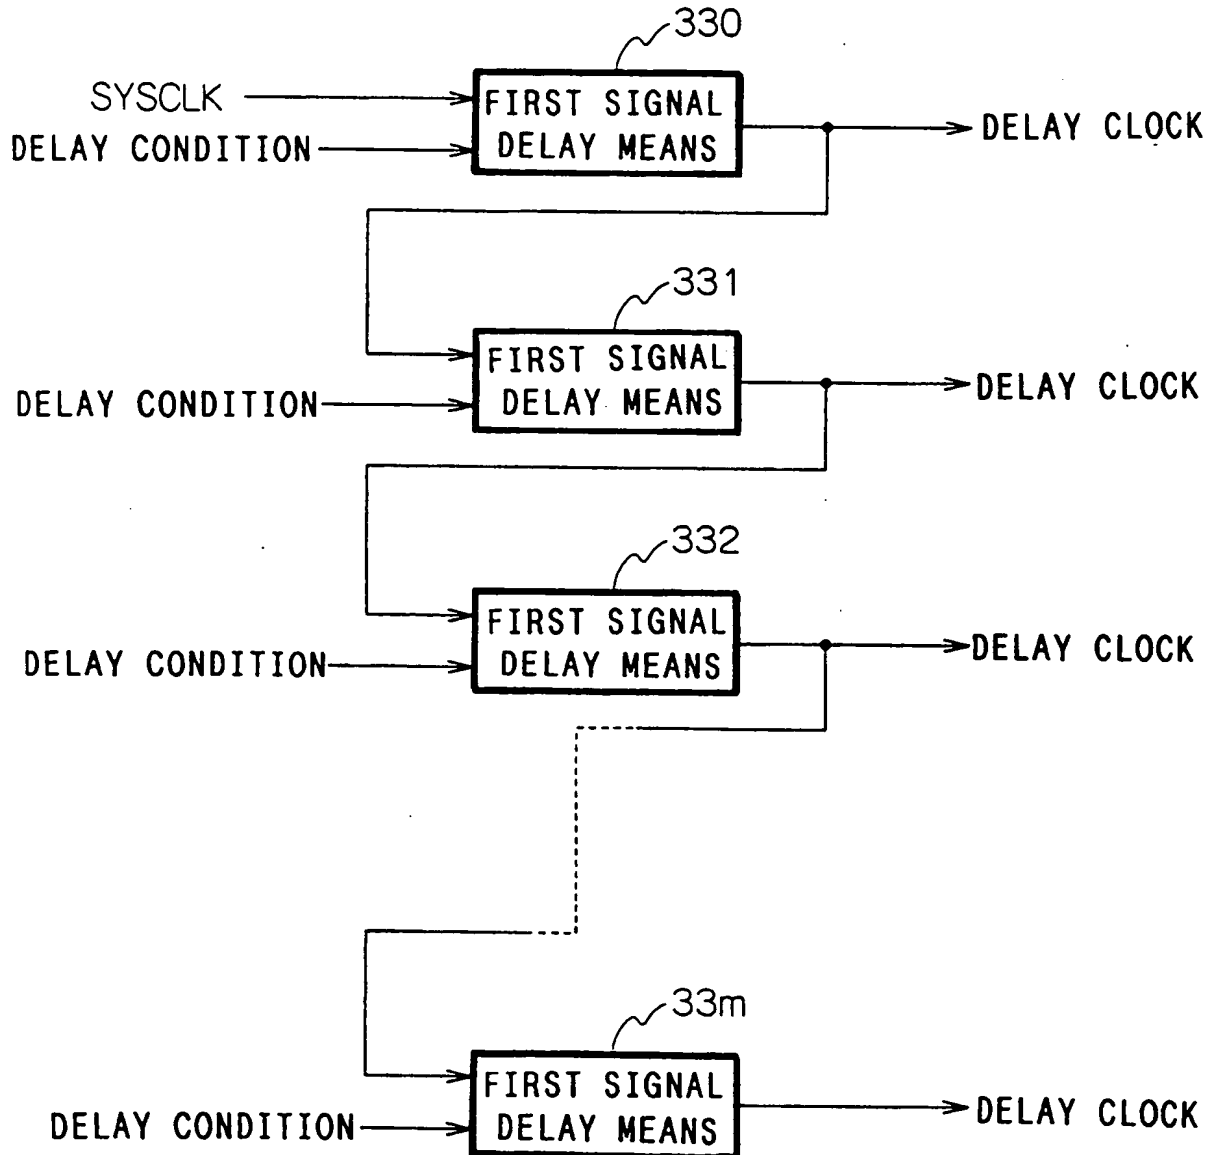 330
SYSCLK
DELAY CONDITION
FIRST SIGNAL
DELAY MEANS
DELAY CLOCK
331
DELAY CONDITION
FIRST SIGNAL
DELAY MEANS
DELAY CLOCK
332
DELAY CONDITION
FIRST SIGNAL
DELAY MEANS
DELAY CLOCK
33m
DELAY CONDITION
FIRST SIGNAL
DELAY MEANS
DELAY CLOCK